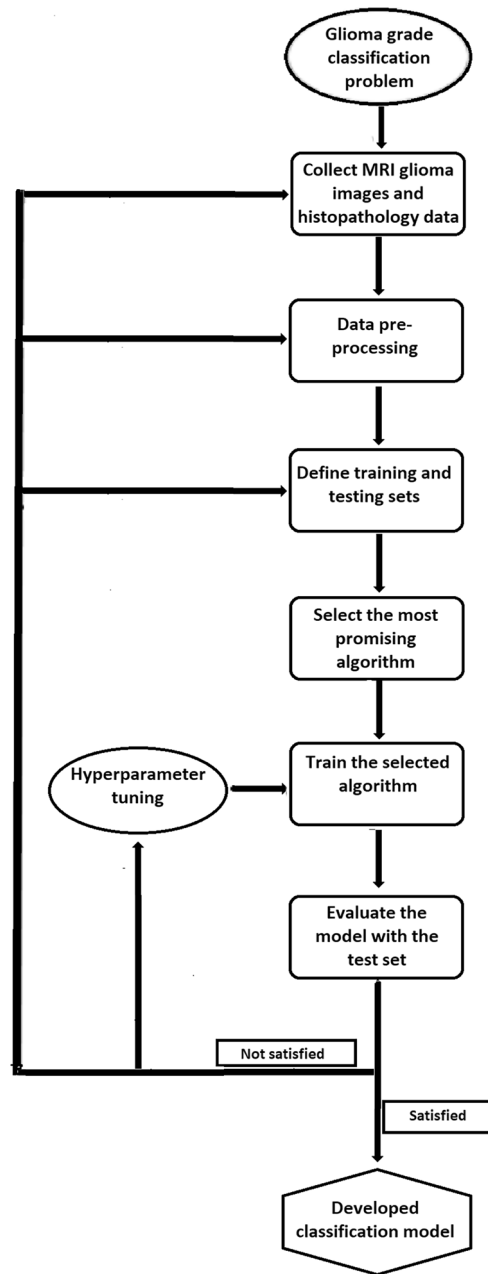 Glioma grade
classification
problem
Collect MRI glioma
images and
histopathology data
Data pre-
processing
Define training and
testing sets
Select the most
promising
algorithm
Hyperparameter
tuning
Train the selected
algorithm
Evaluate the
model with the
test set
Not satisfied
Satisfied
Developed
classification model